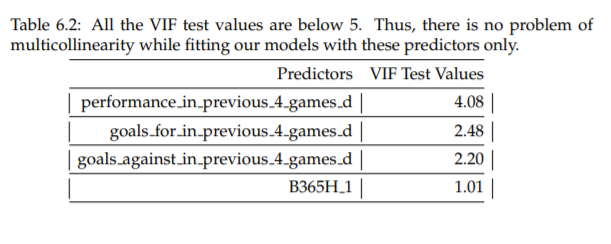 Table 6.2: All the VIF test values are below 5. Thus, there is no problem of
multicollinearity while fitting our models with these predictors only.
Predictors VIF Test Values
| performance_in_previous_4_games_d | 4.08 |
| goals_for_in_previous_4_games_d | 2.48 |
| goals_against_in_previous_4_games_d | 2.20 |
| B365H_1 | 1.01 |